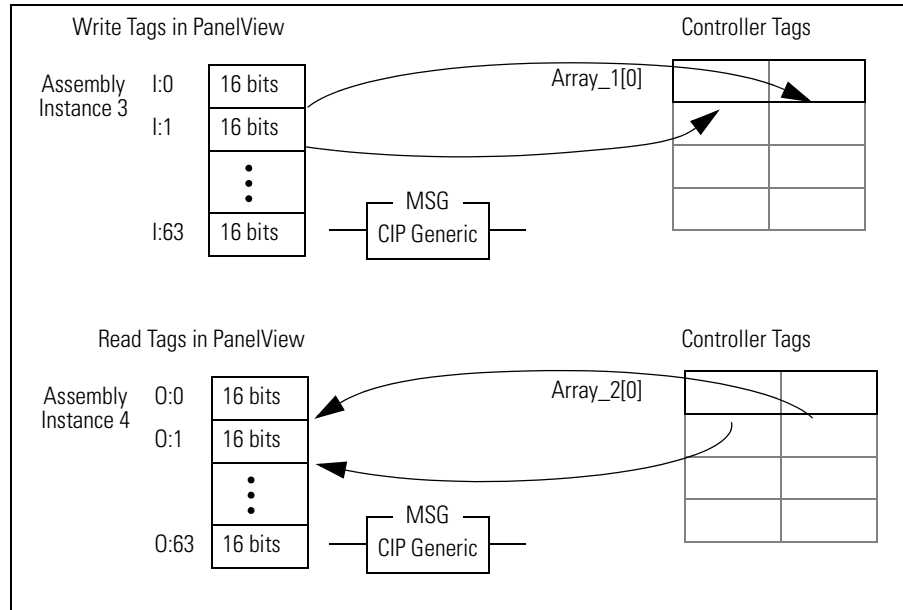 Write Tags in PanelView
Controller Tags
Assembly
Instance 3
I:0
16 bits
Array_1[0]
I:1
16 bits
I:63
16 bits
MSG
CIP Generic
Read Tags in PanelView
Controller Tags
Assembly
Instance 4
O:0
16 bits
Array_2[0]
O:1
16 bits
O:63
16 bits
MSG
CIP Generic